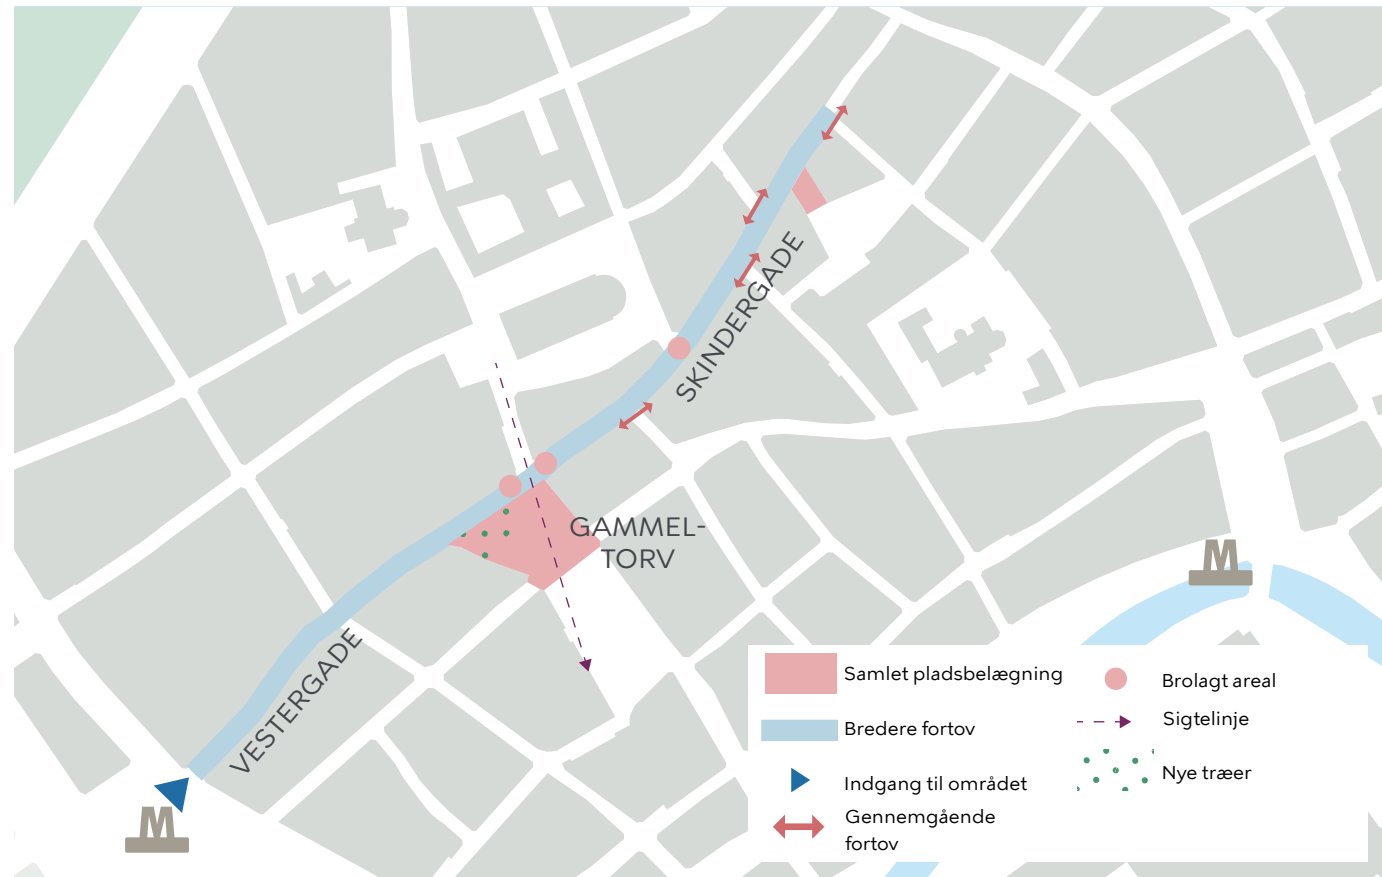 SKINDERGADE
GAMMEL-
TORV
VESTERGADE
M
M
Samlet pladsbelægning
Bredere fortov
Indgang til området
Gennemgående
fortov
Brolagt areal
Sigtelinje
Nye træer